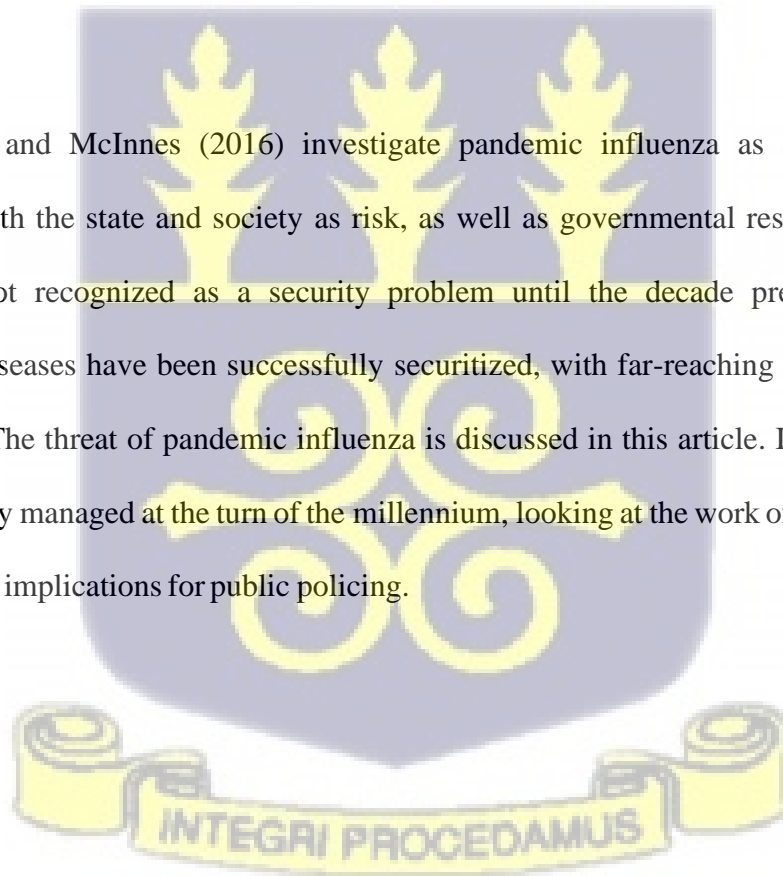 and McInnes (2016) investigate pandemic influenza as
th the state and society as risk, as well as governmental res
ot recognized as a security problem until the decade pre
seases have been successfully securitized, with far-reaching
The threat of pandemic influenza is discussed in this article. I
y managed at the turn of the millennium, looking at the work o
implications for public policing.
INTEGRI PROCEDAMUS